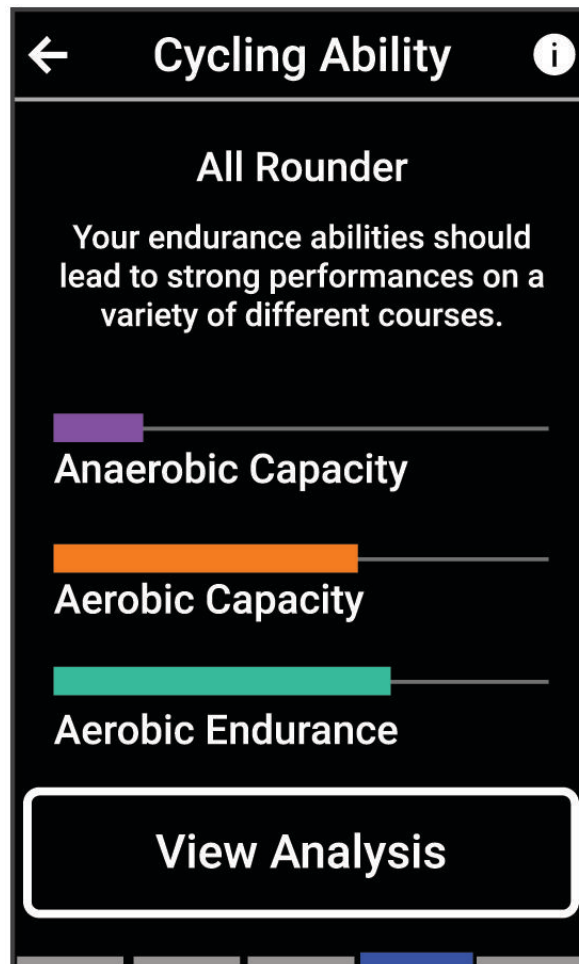 Cycling Ability
All Rounder
Your endurance abilities should
lead to strong performances on a
variety of different courses.
Anaerobic Capacity
Aerobic Capacity
Aerobic Endurance
View Analysis